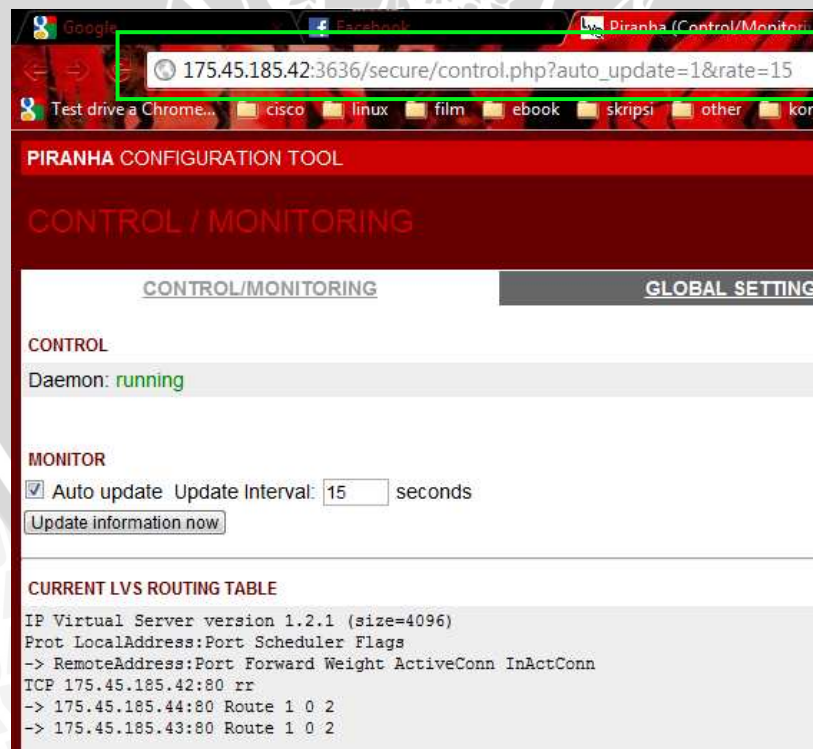 Google
Facebook
Piranha (Control/Monitori
175.45.185.42:3636/secure/control.php?auto_update=1&rate=15
Test drive a Chrome... cisco linux film ebook skripsi other kor
PIRANHA CONFIGURATION TOOL
CONTROL / MONITORING
CONTROL/MONITORING
GLOBAL SETTING
CONTROL
Daemon: running
MONITOR
Auto update Update Interval: 15 seconds
Update information now
CURRENT LVS ROUTING TABLE
IP Virtual Server version 1.2.1 (size=4096)
Prot LocalAddress:Port Scheduler Flags
-> RemoteAddress:Port Forward Weight ActiveConn InActConn
TCP 175.45.185.42:80 rr
-> 175.45.185.44:80 Route 1 0 2
-> 175.45.185.43:80 Route 1 0 2